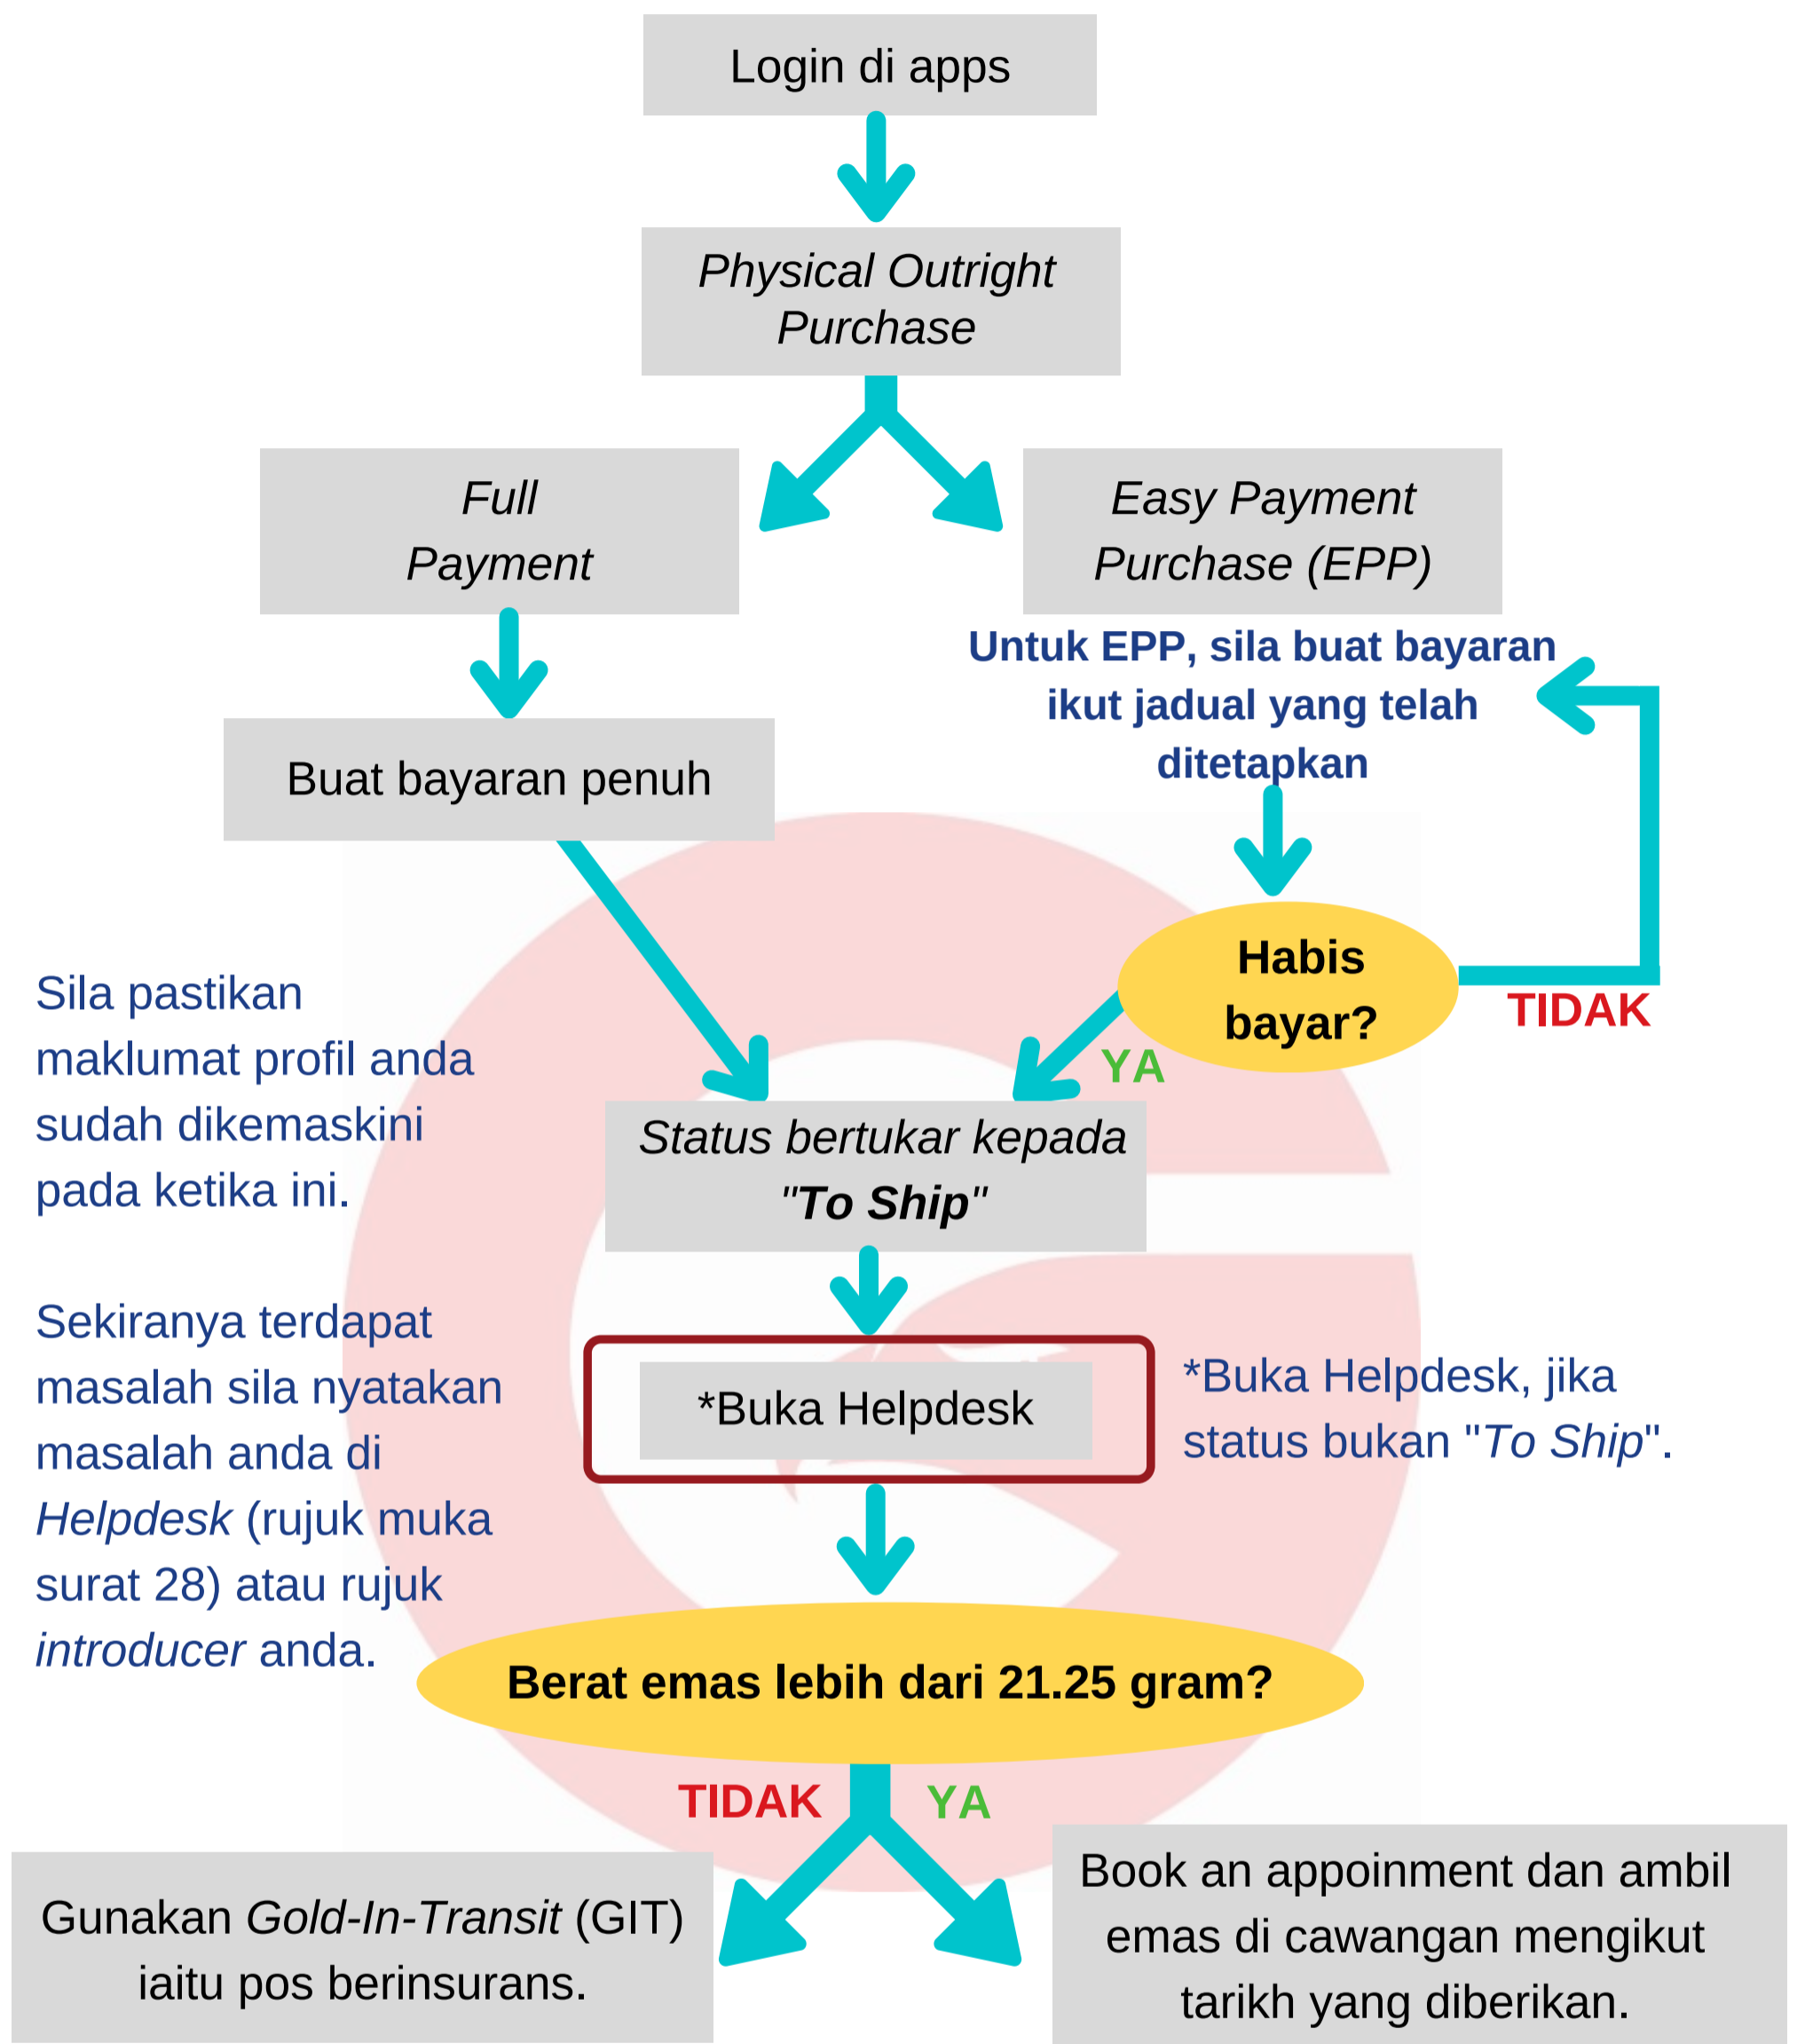 Login di apps
Physical Outright
Purchase
Full
Payment
Easy Payment
Purchase (EPP)
Untuk EPP, sila buat bayaran
ikut jadual yang telah
ditetapkan
Buat bayaran penuh
Habis
bayar?
TIDAK
YA
Sila pastikan
maklumat profil anda
sudah dikemaskini
pada ketika ini.
Status bertukar kepada
"To Ship"
Sekiranya terdapat
masalah sila nyatakan
masalah anda di
Helpdesk (rujuk muka
surat 28) atau rujuk
introducer anda.
*Buka Helpdesk
*Buka Helpdesk, jika
status bukan "To Ship".
Berat emas lebih dari 21.25 gram?
TIDAK
YA
Gunakan Gold-In-Transit (GIT)
iaitu pos berinsurans.
Book an appoinment dan ambil
emas di cawangan mengikut
tarikh yang diberikan.